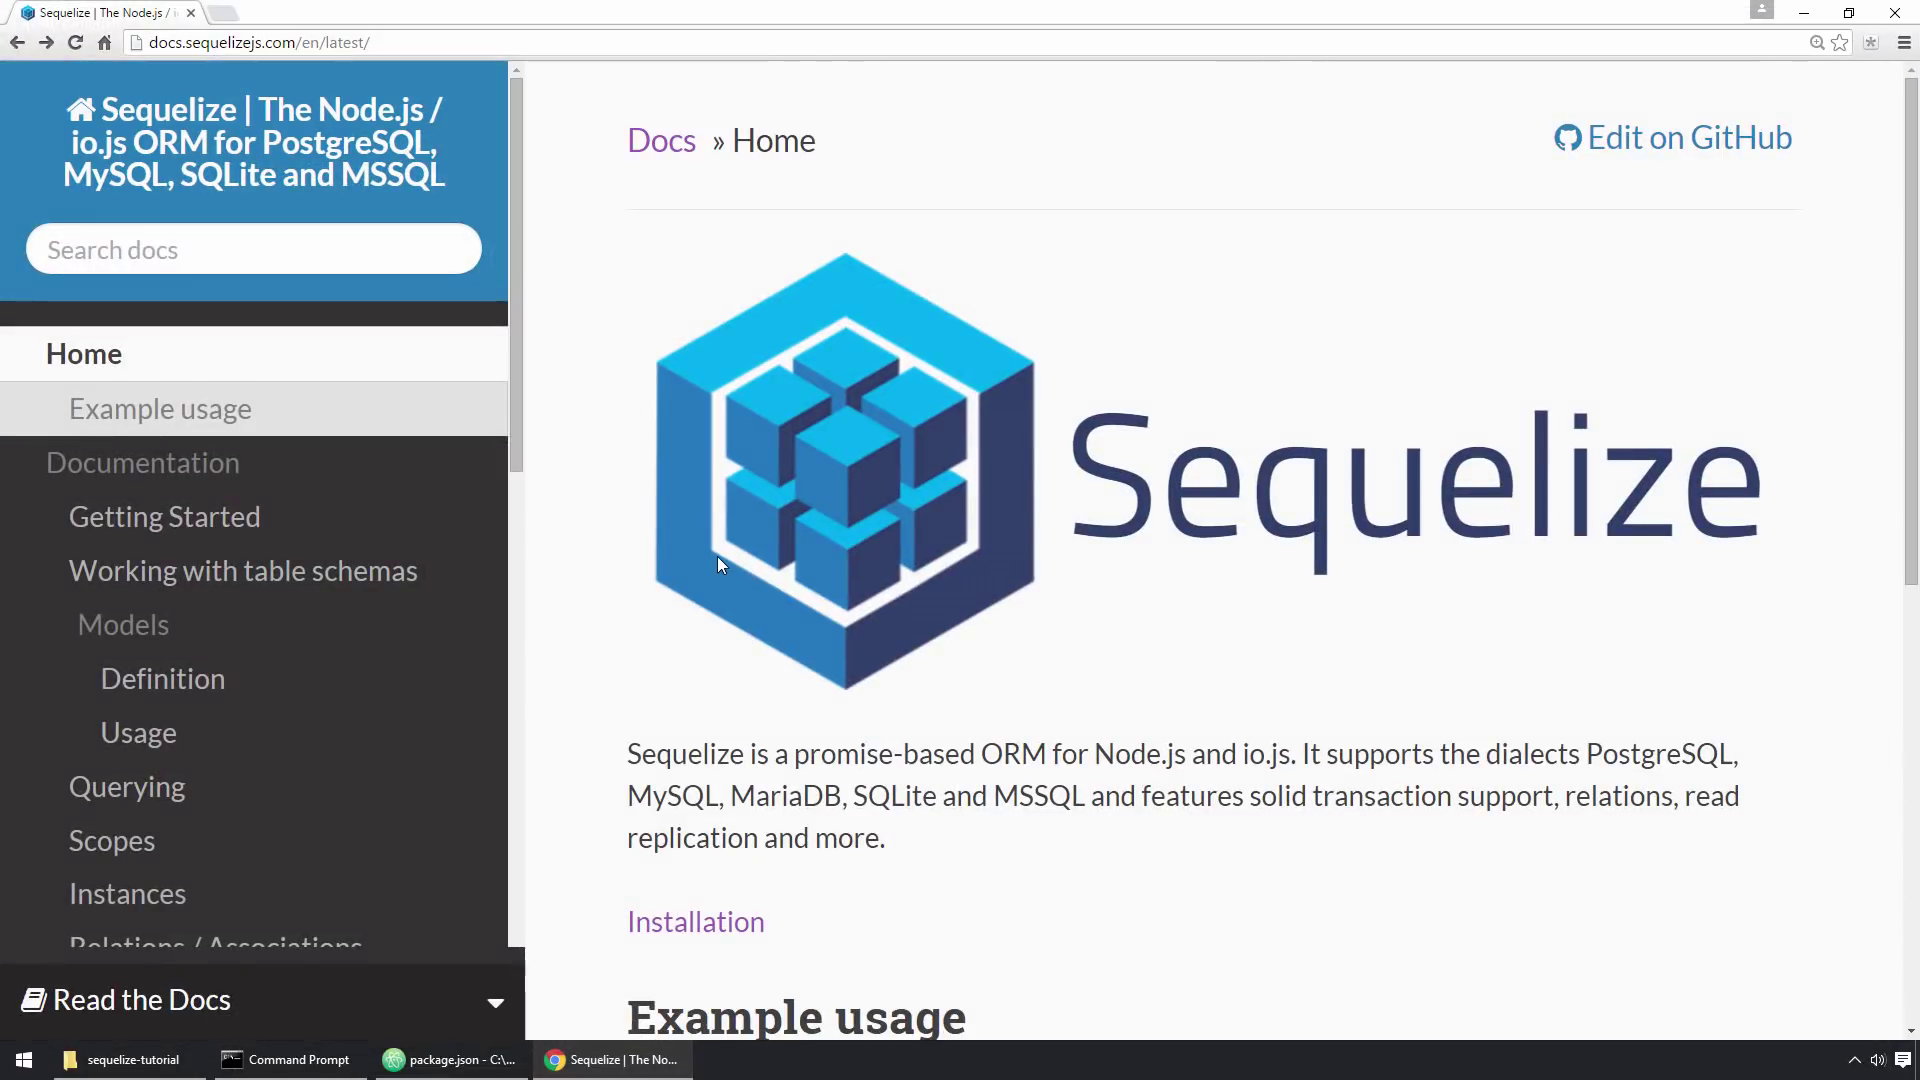 Sequelize | The Node.js / i
docs.sequelizejs.com/en/latest/
Sequelize | The Node.js /
io.js ORM for PostgreSQL,
MySQL, SQLite and MSSQL
Search docs
Home
Example usage
Documentation
Getting Started
Working with table schemas
Models
Definition
Usage
Querying
Scopes
Instances
Relations / Associations
Read the Docs
Docs » Home
Edit on GitHub
Sequelize
Sequelize is a promise-based ORM for Node.js and io.js. It supports the dialects PostgreSQL,
MySQL, MariaDB, SQLite and MSSQL and features solid transaction support, relations, read
replication and more.
Installation
Example usage
sequelize-tutorial
Command Prompt
package.json - C:\...
Sequelize | The No...